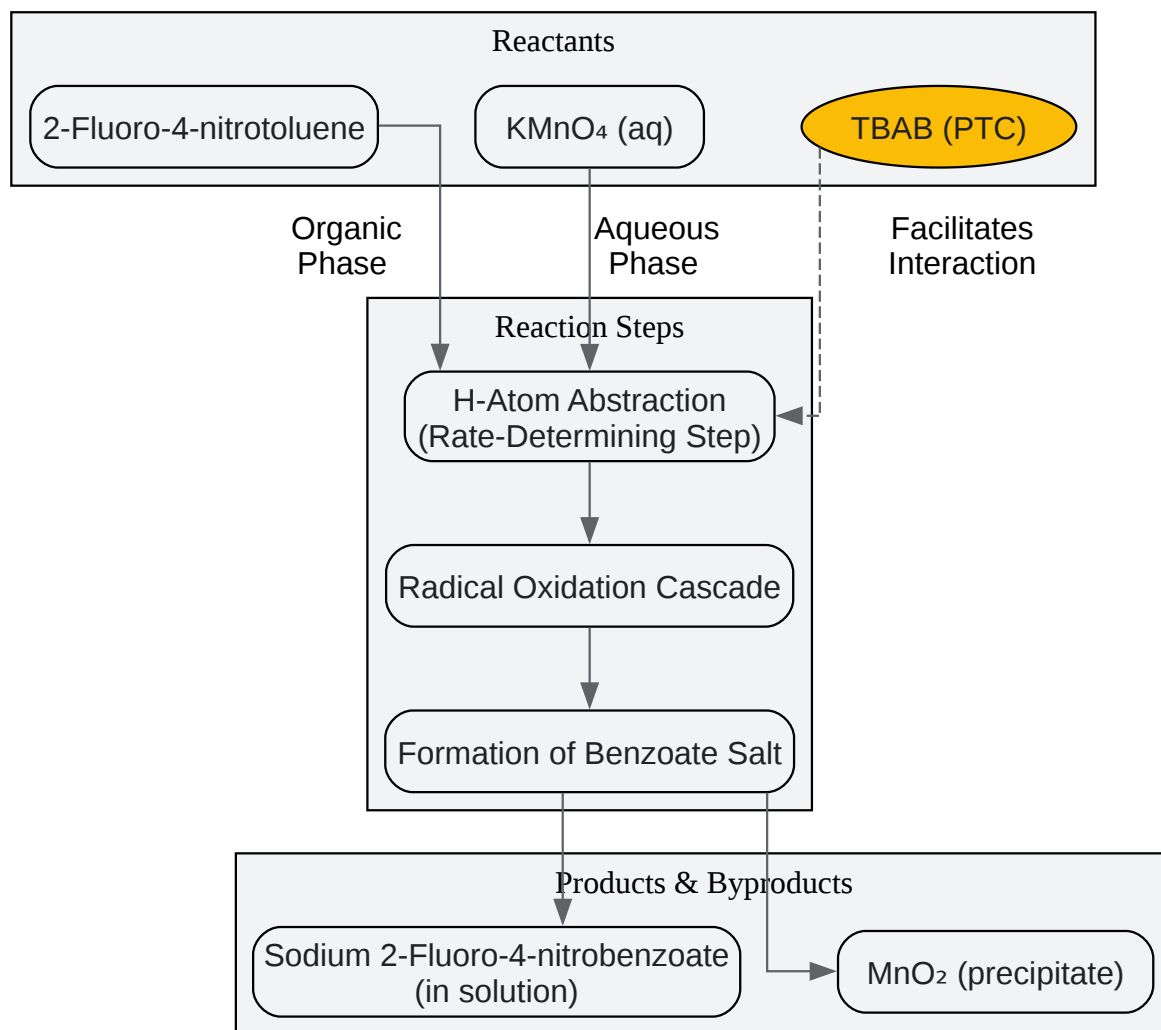 Reactants
2-Fluoro-4-nitrotoluene
KMnO₄ (aq)
TBAB (PTC)
Organic
Phase
Aqueous
Phase
Facilitates
Interaction
Reaction Steps
H-Atom Abstraction
(Rate-Determining Step)
Radical Oxidation Cascade
Formation of Benzoate Salt
Products & Byproducts
Sodium 2-Fluoro-4-nitrobenzoate
(in solution)
MnO₂ (precipitate)